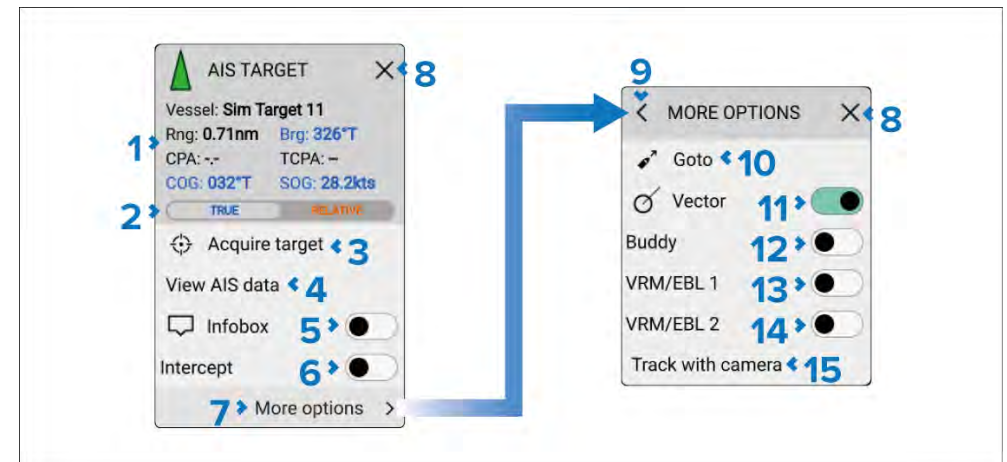 AIS TARGET 8
Vessel: Sim Target 11
1 Rng: 0.71nm Brg: 326°T
CPA: -.- TCPA: –
COG: 032°T SOG: 28.2kts
2 TRUE RELATIVE
Acquire target 3
View AIS data 4
Infobox 5
Intercept 6
7 More options >
9
< MORE OPTIONS 8
Goto 10
Vector 11
Buddy 12
VRM/EBL 1 13
VRM/EBL 2 14
Track with camera 15